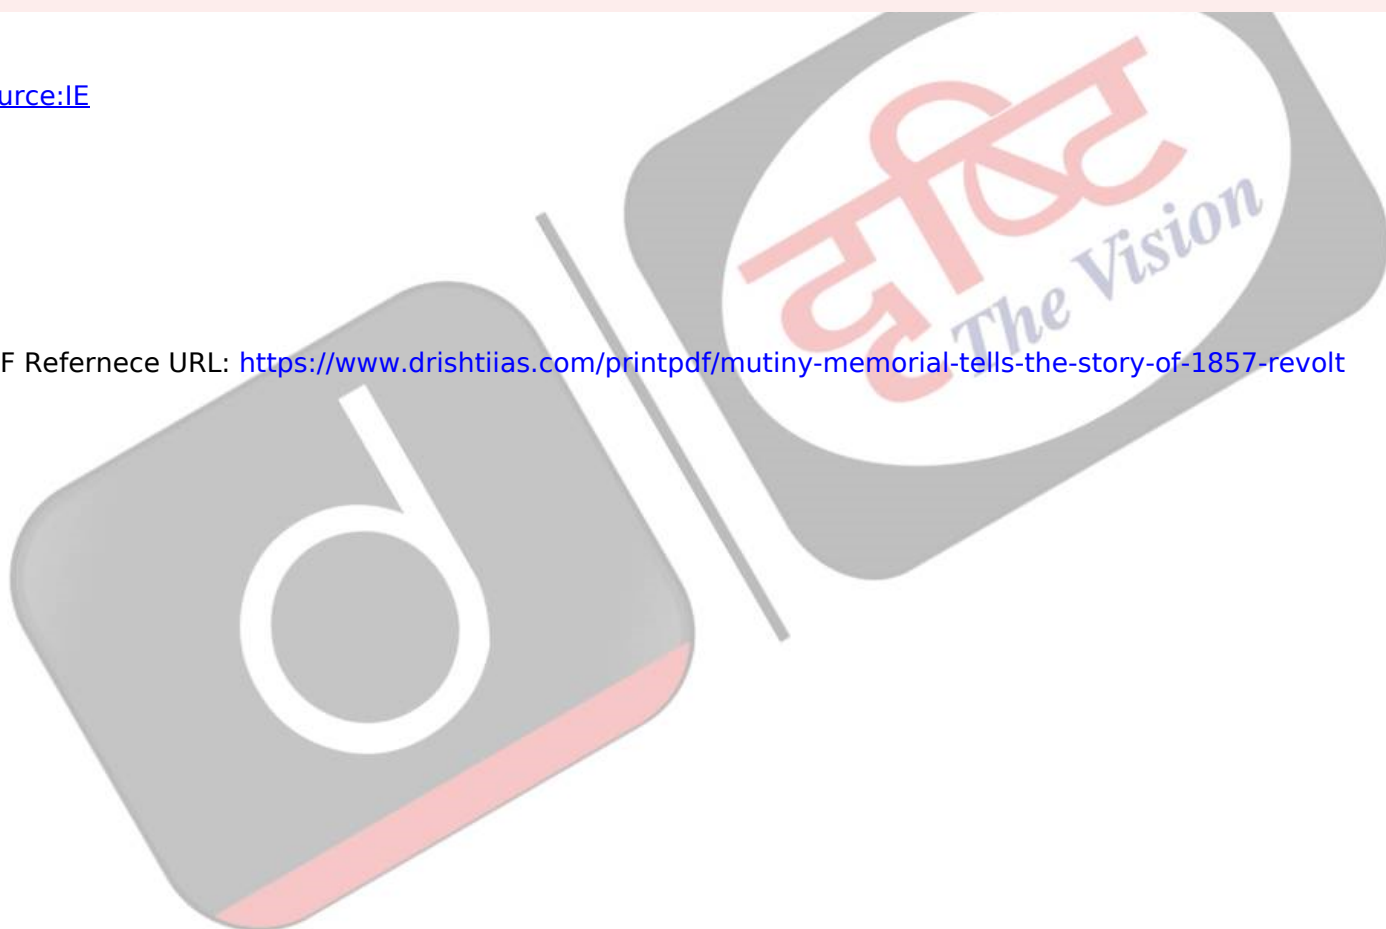 urce:IE
दृष्टि
The Vision
F Refernece URL: https://www.drishtiias.com/printpdf/mutiny-memorial-tells-the-story-of-1857-revolt
d